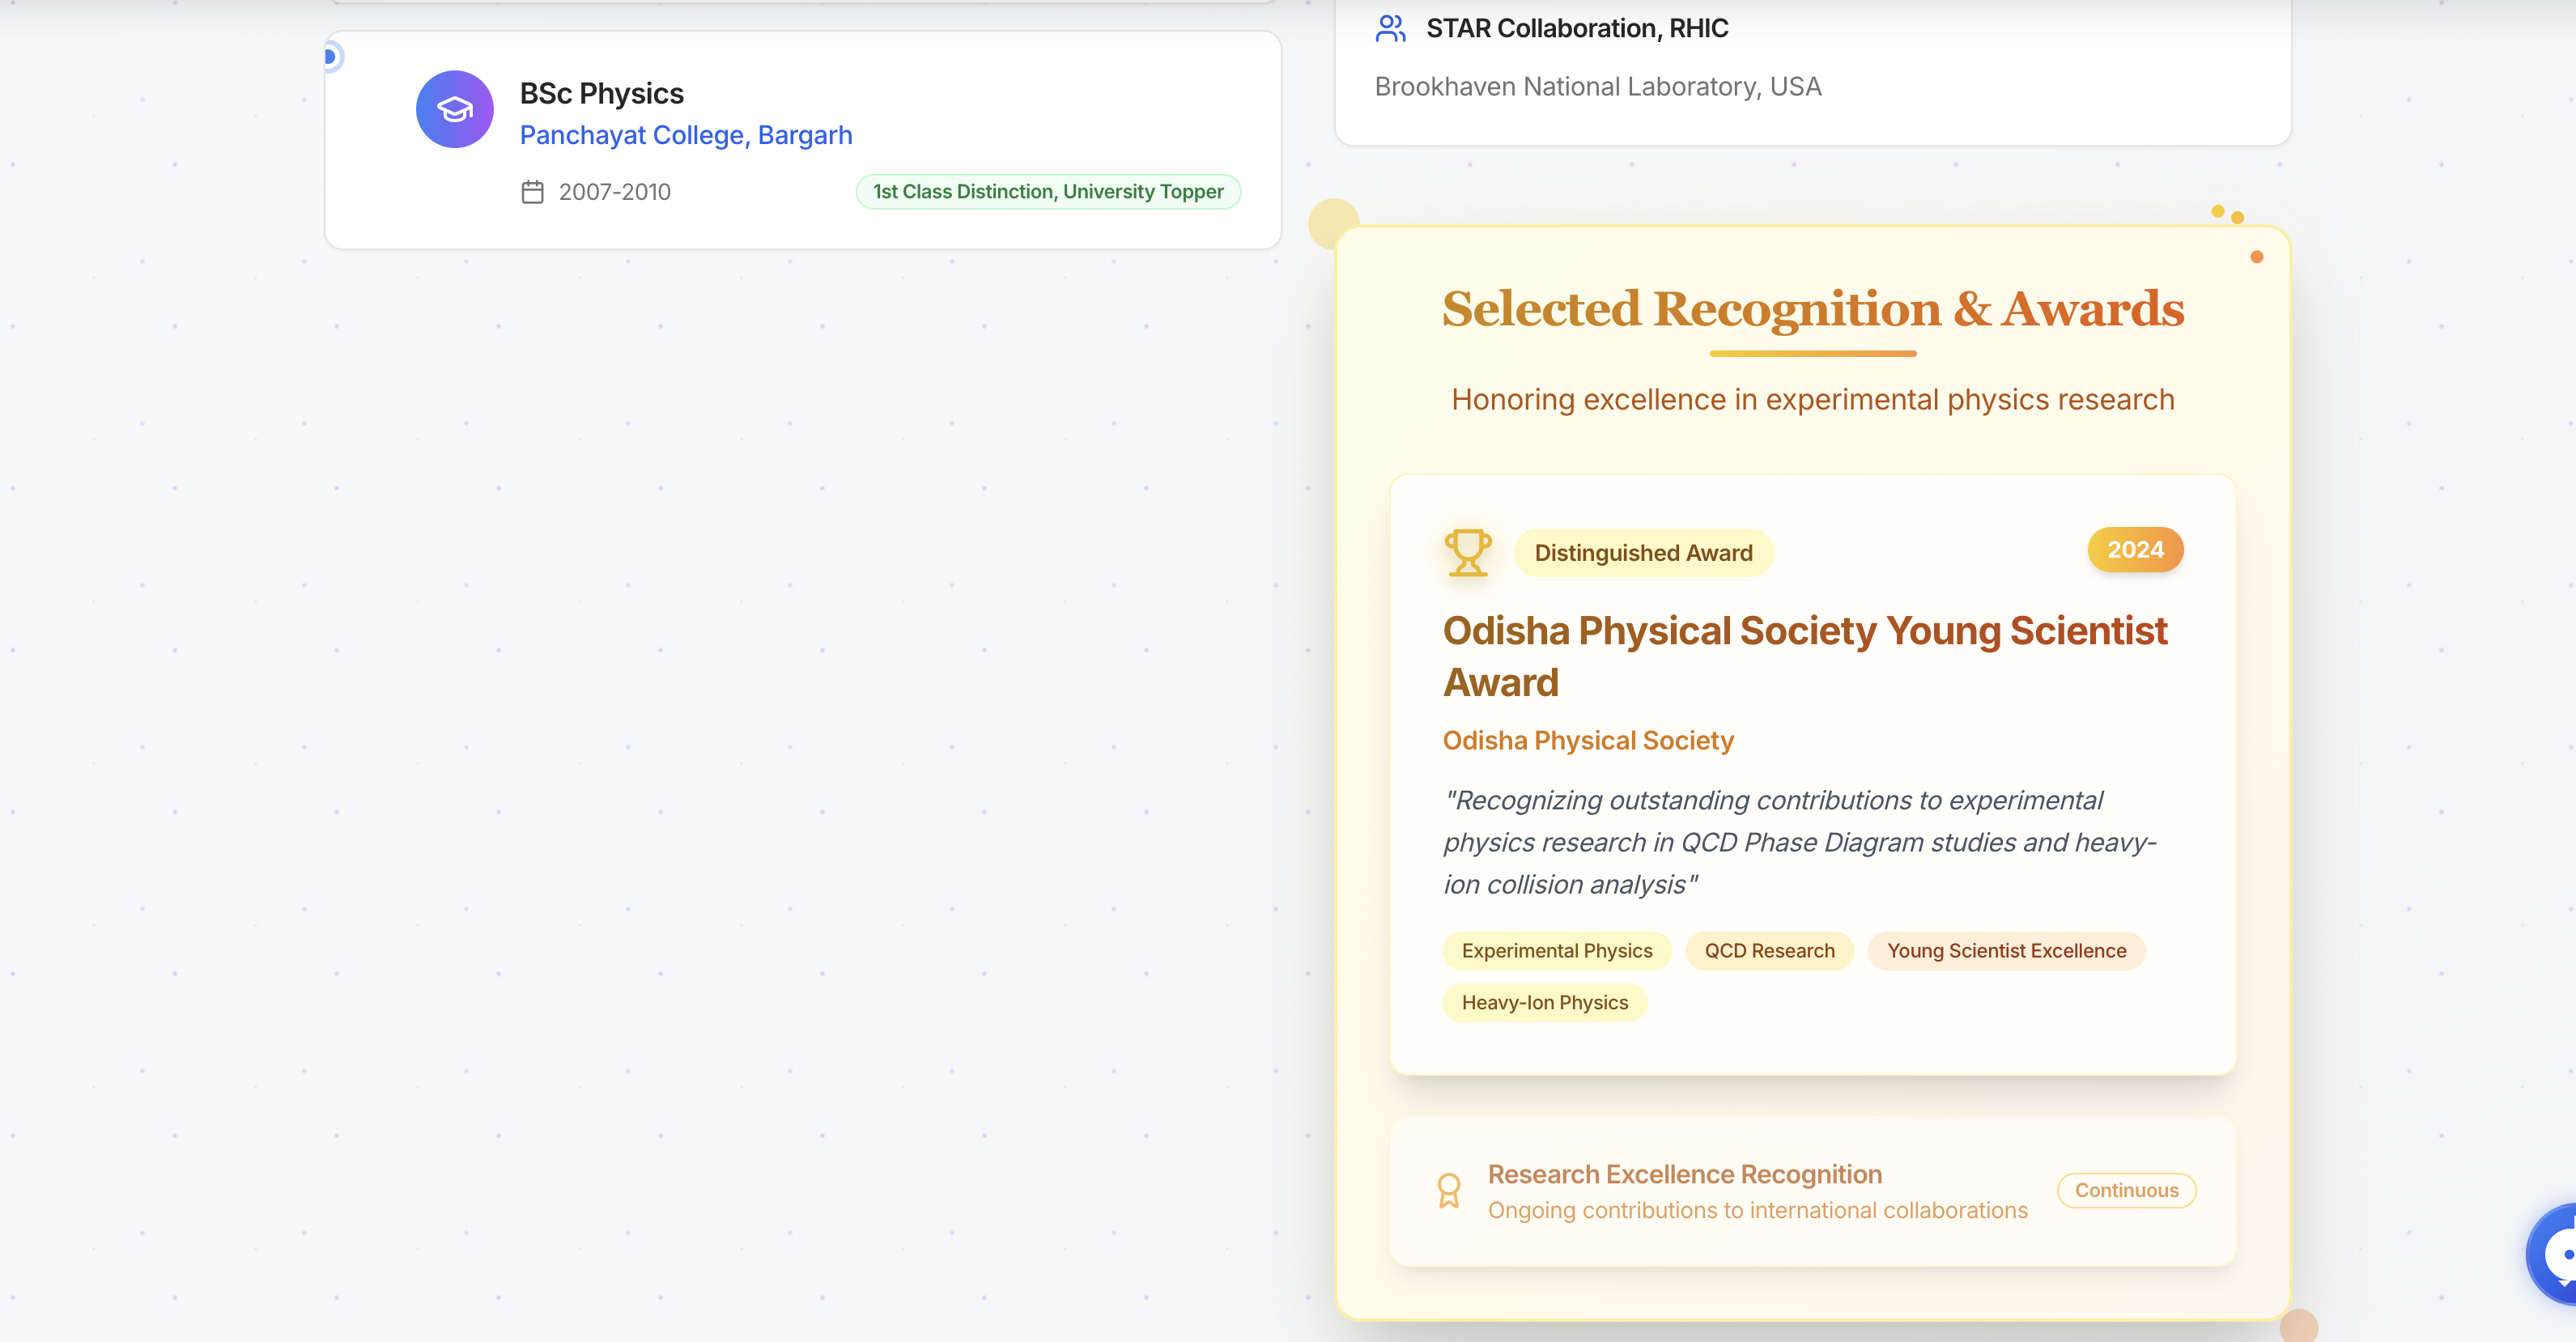 BSc Physics
Panchayat College, Bargarh
2007-2010
1st Class Distinction, University Topper
STAR Collaboration, RHIC
Brookhaven National Laboratory, USA
Selected Recognition & Awards
Honoring excellence in experimental physics research
Distinguished Award
2024
Odisha Physical Society Young Scientist
Award
Odisha Physical Society
"Recognizing outstanding contributions to experimental
physics research in QCD Phase Diagram studies and heavy-
ion collision analysis"
Experimental Physics
QCD Research
Young Scientist Excellence
Heavy-Ion Physics
Research Excellence Recognition
Ongoing contributions to international collaborations
Continuous